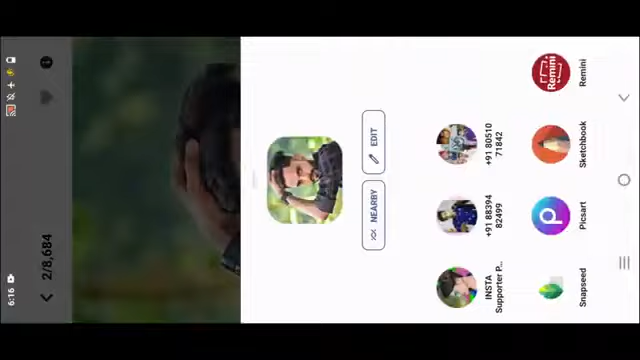 6:16
2/8,684
NEARBY
EDIT
INSTA
Supporter P...
+91 88394
82499
+91 80510
71842
Snapseed
Picsart
Sketchbook
Remini
Remini